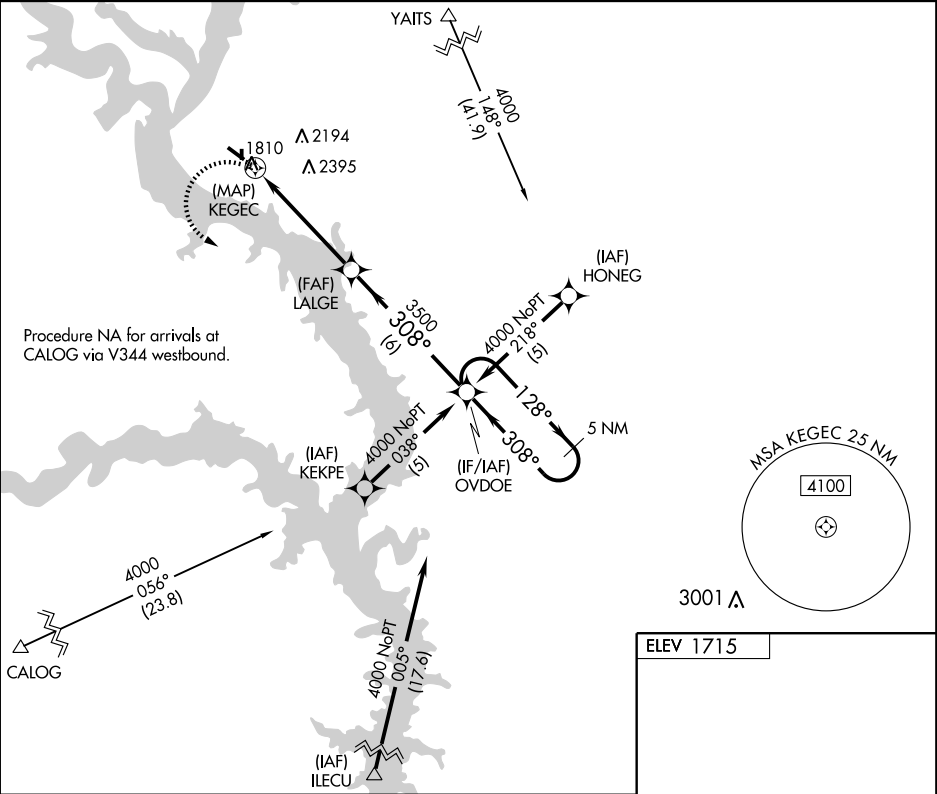 YAITS
4000
148°
(41.9)
1810
2194
2395
(MAP)
KEGEC
(IAF)
HONEG
(FAF)
LALGE
3500
308°
(6)
4000 NoPT
218°
(5)
Procedure NA for arrivals at
CALOG via V344 westbound.
128°
5 NM
308°
4000 NoPT
038°
(5)
(IAF)
KEKPE
(IF/IAF)
OVDOE
MSA KEGEC 25 NM
4100
4000
056°
(23.8)
3001
CALOG
4000 NoPT
005°
(17.6)
ELEV 1715
(IAF)
ILECU